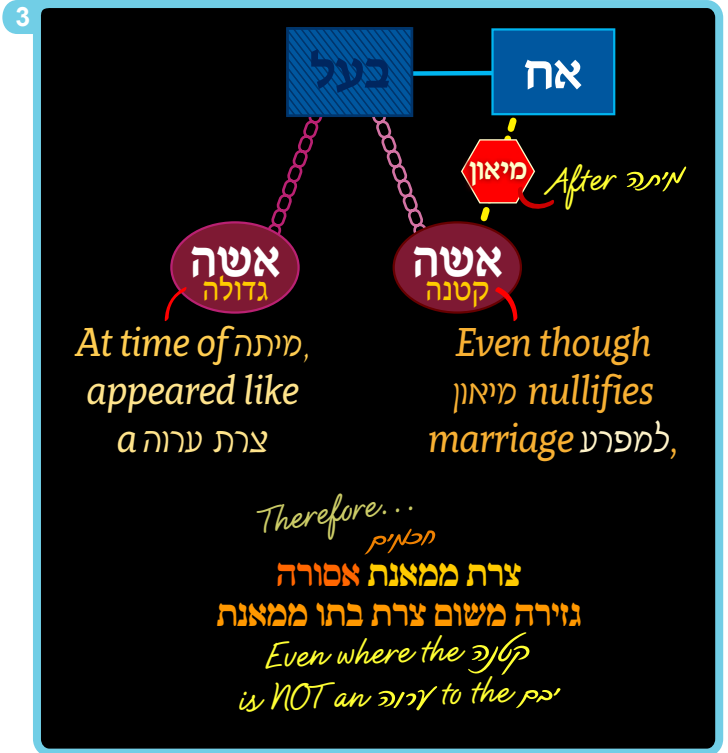 3
בעל
אח
מיאון
After מיתה
אשה
גדולה
אשה
קטנה
At time of מיתה,
appeared like
a צרת ערוה
Even though
מיאון nullifies
marriage למפרע,
Therefore...
חכמים
צרת ממאנת אסורה
גזירה משום צרת בתו ממאנת
Even where the קטנה
is NOT an ערוה to the יבם